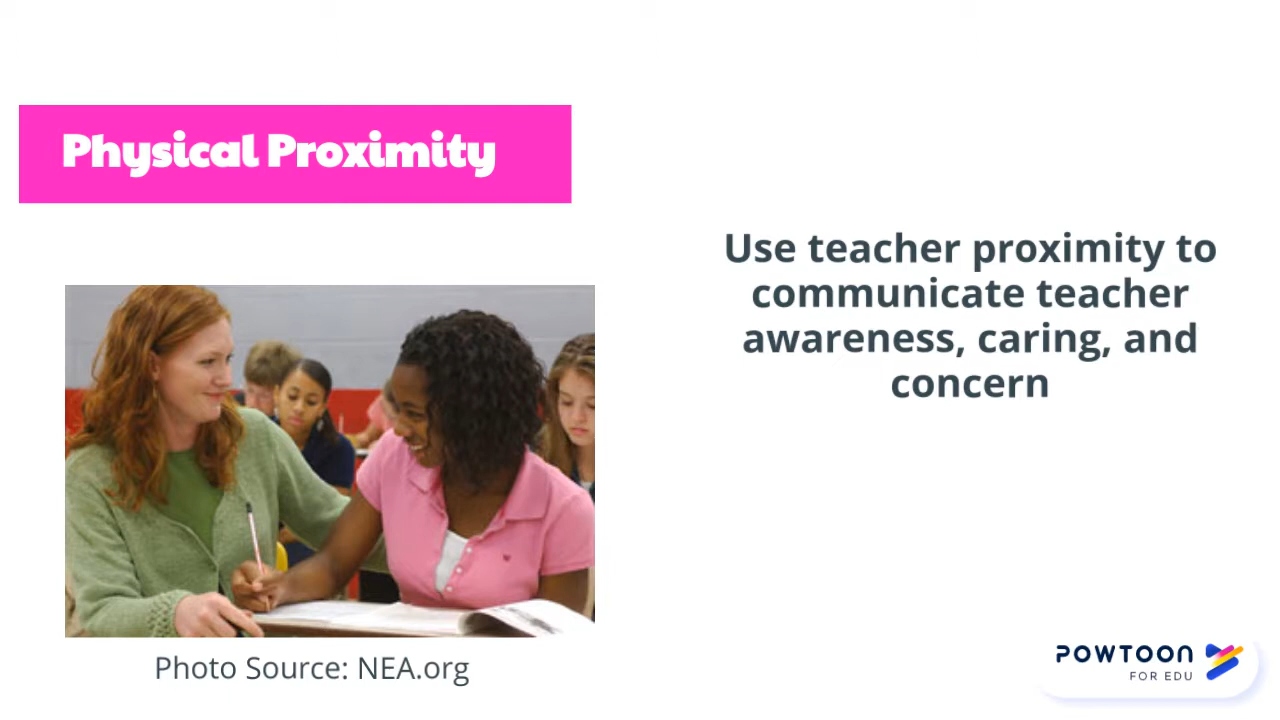 Physical Proximity
Use teacher proximity to
communicate teacher
awareness, caring, and
concern
Photo Source: NEA.org
POWTOON
FOR EDU